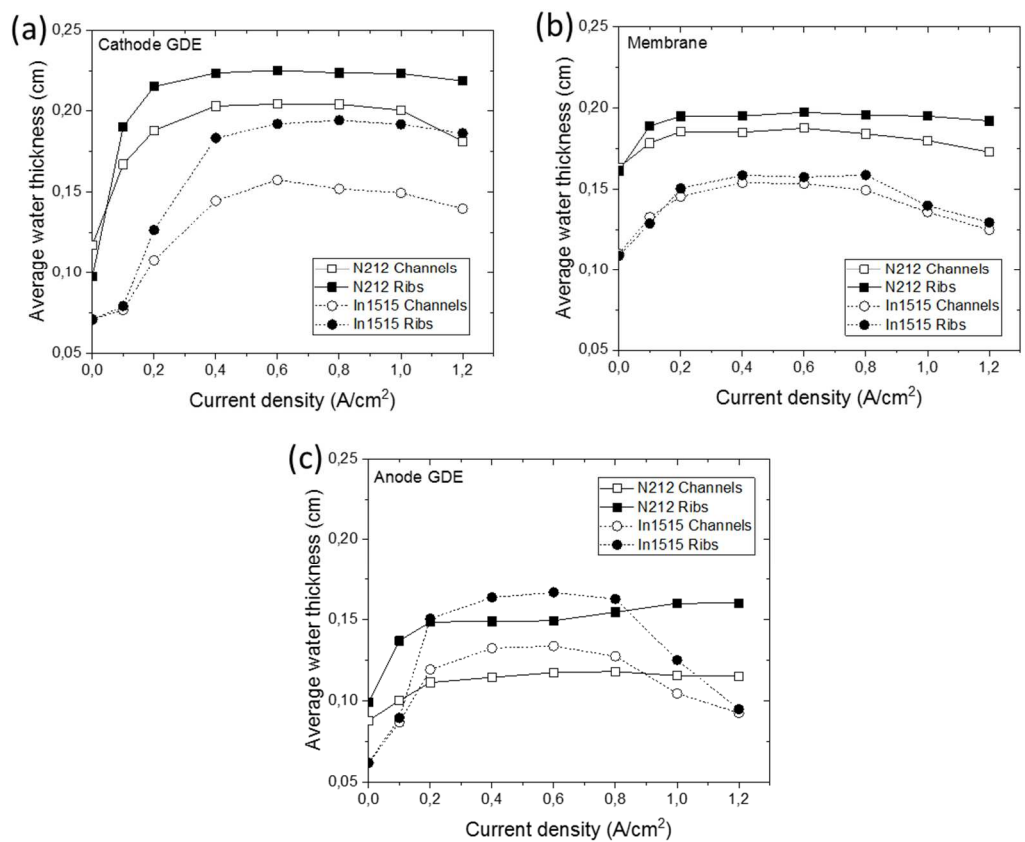 (a)
Cathode GDE
Average water thickness (cm)
0,25
0,20
0,15
0,10
0,05
N212 Channels
N212 Ribs
In1515 Channels
In1515 Ribs
0,0 0,2 0,4 0,6 0,8 1,0 1,2
Current density (A/cm²)
(b)
Membrane
Average water thickness (cm)
0,25
0,20
0,15
0,10
0,05
N212 Channels
N212 Ribs
In1515 Channels
In1515 Ribs
0,0 0,2 0,4 0,6 0,8 1,0 1,2
Current density (A/cm²)
(c)
Anode GDE
Average water thickness (cm)
0,25
0,20
0,15
0,10
0,05
N212 Channels
N212 Ribs
In1515 Channels
In1515 Ribs
0,0 0,2 0,4 0,6 0,8 1,0 1,2
Current density (A/cm²)